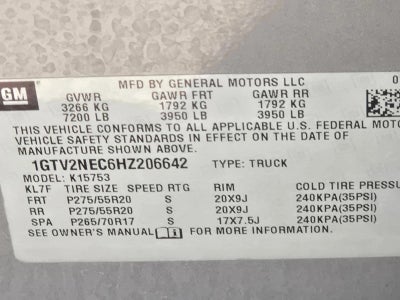 GM
MFD BY GENERAL MOTORS LLC 0
GVWR GAWR FRT GAWR RR
3266 KG 1792 KG 1792 KG
7200 LB 3950 LB 3950 LB
THIS VEHICLE CONFORMS TO ALL APPLICABLE U.S. FEDERAL MOTOR
VEHICLE SAFETY STANDARDS IN EFFECT ON THE DATE OF
MANUFACTURE SHOWN ABOVE.
1GTV2NEC6HZ206642 TYPE: TRUCK
MODEL: K15753
KL7F TIRE SIZE SPEED RTG RIM COLD TIRE PRESSU
FRT P275/55R20 S 20X9J 240KPA(35PSI)
RR P275/55R20 S 20X9J 240KPA(35PSI)
SPA P265/70R17 S 17X7.5J 240KPA(35PSI)
SEE OWNER'S MANUAL FOR MORE INFORMATION.